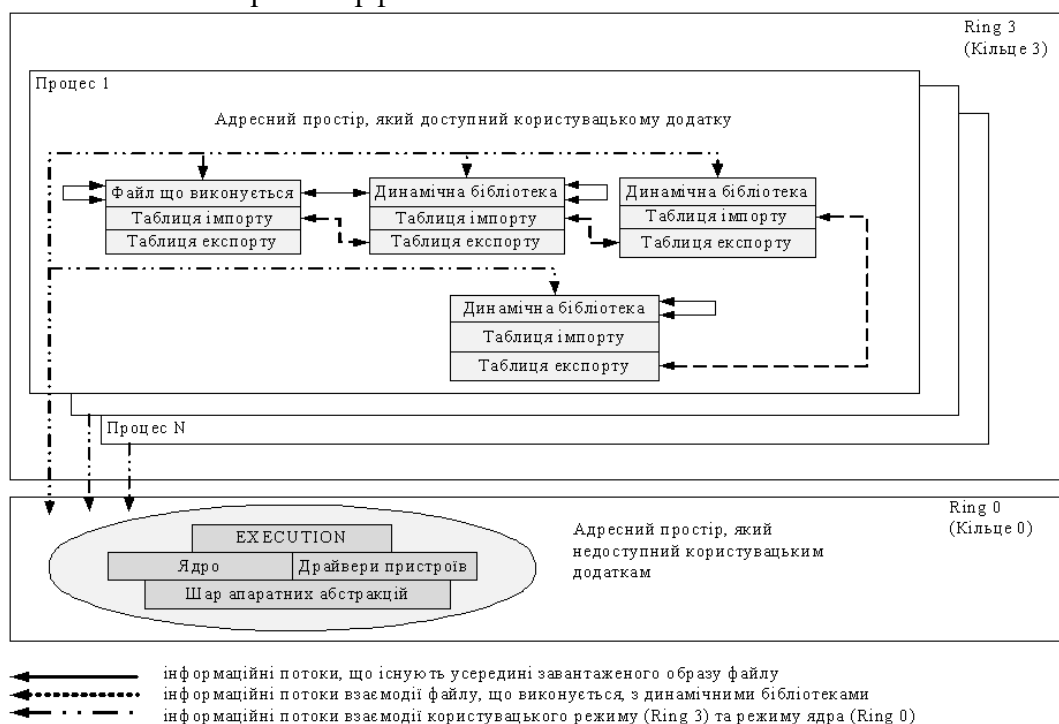 Ring 3
(Кільце 3)
Процес 1
Адресний простір, який доступний користувацькому додатку
Файл що виконується
Таблиця імпорту
Таблиця експорту
Динамічна бібліотека
Таблиця імпорту
Таблиця експорту
Динамічна бібліотека
Таблиця імпорту
Таблиця експорту
Динамічна бібліотека
Таблиця імпорту
Таблиця експорту
Процес N
Ring 0
(Кільце 0)
EXECUTION
Ядро
Драйвери пристроїв
Шар апаратних абстракцій
Адресний простір, який
недоступний користувацьким
додаткам
інформаційні потоки, що існують усередині завантаженого образу файлу
інформаційні потоки взаємодії файлу, що виконується, з динамічними бібліотеками
інформаційні потоки взаємодії користувацького режиму (Ring 3) та режиму ядра (Ring 0)